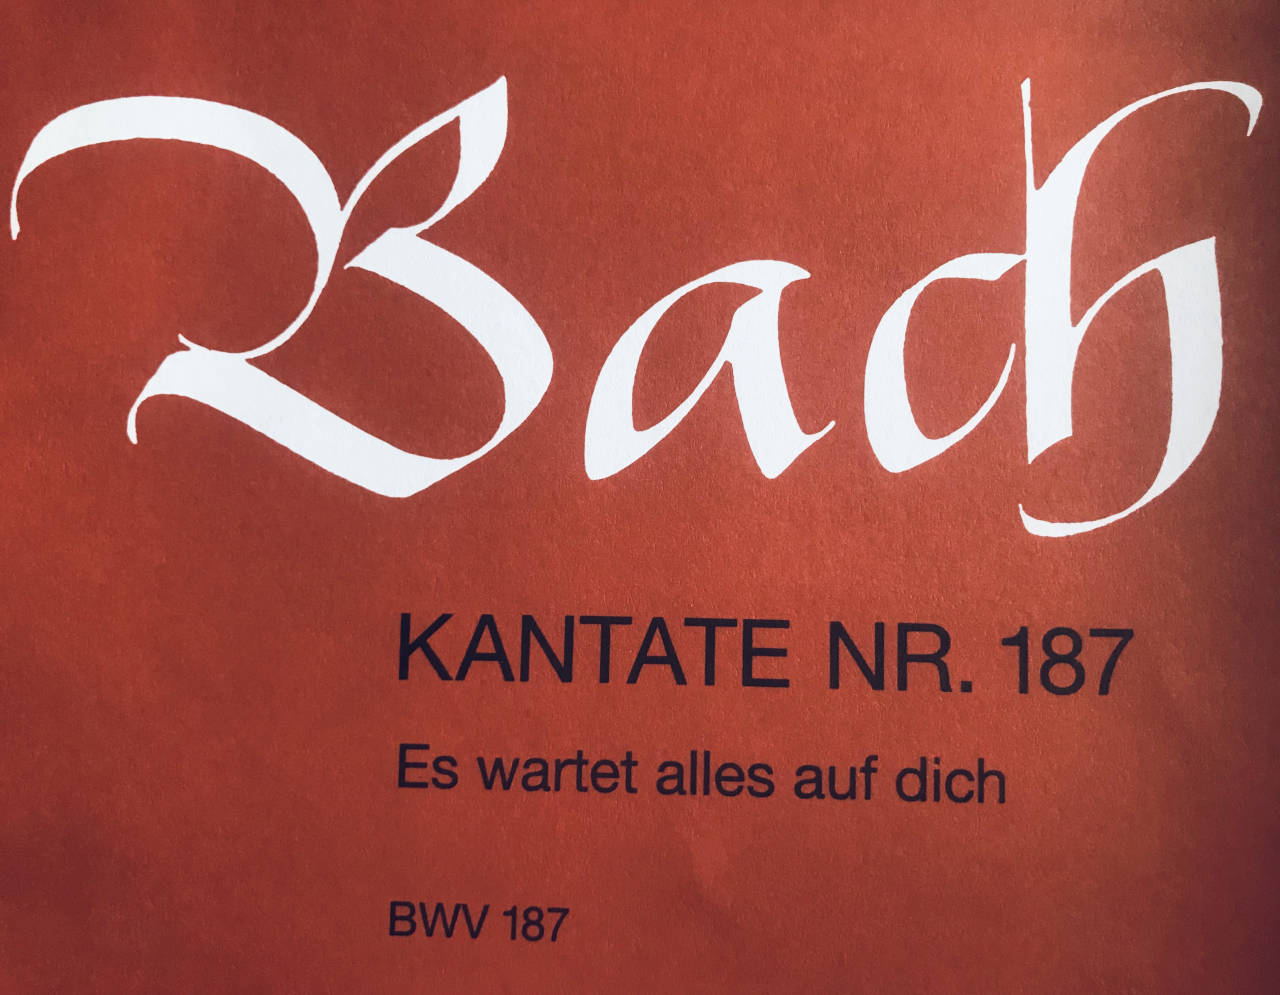 Bach
KANTATE NR. 187
Es wartet alles auf dich
BWV 187